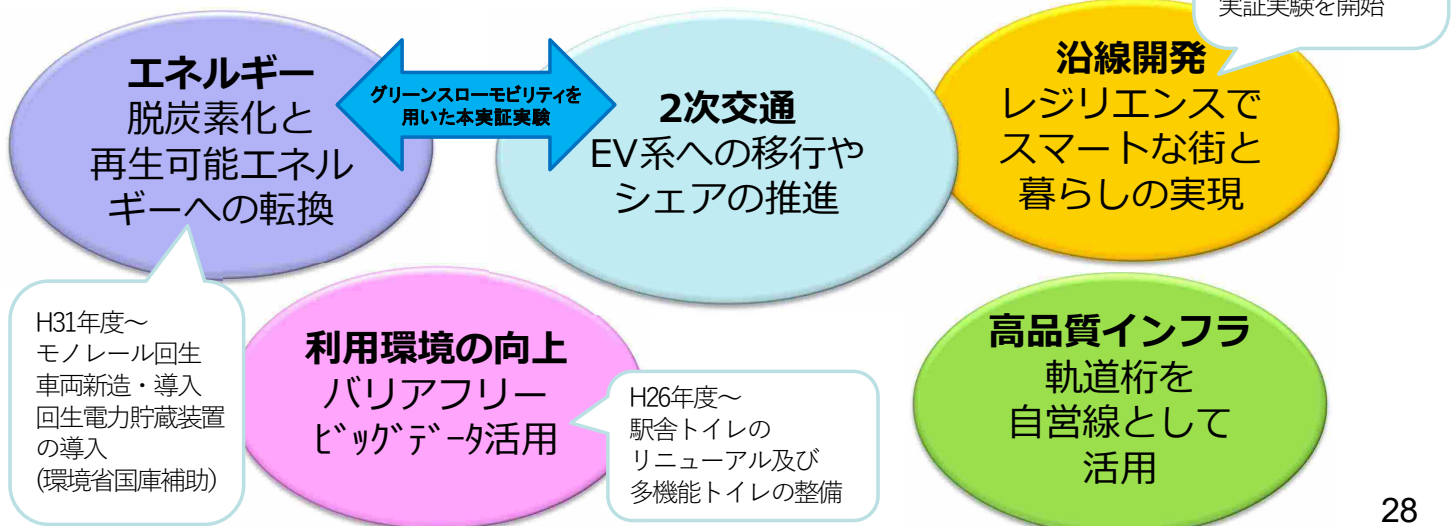 実証実験を開始
エネルギー
脱炭素化と
再生可能エネル
ギーへの転換
グリーンスローモビリティを
用いた本実証実験
2次交通
EV系への移行や
シェアの推進
沿線開発
レジリエンスで
スマートな街と
暮らしの実現
H31年度～
モノレール回生
車両新造・導入
回生電力貯蔵装置
の導入
(環境省国庫補助)
利用環境の向上
バリアフリー
ﾋﾞｯｸﾞﾃﾞｰﾀ活用
H26年度～
駅舎トイレの
リニューアル及び
多機能トイレの整備
高品質インフラ
軌道桁を
自営線として
活用
28